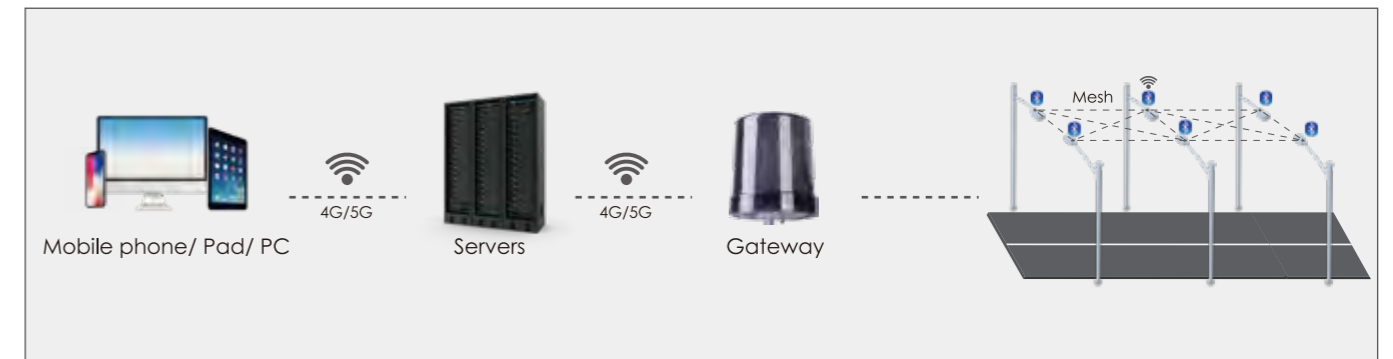 Mesh
4G/5G
4G/5G
Mobile phone/ Pad/ PC
Servers
Gateway